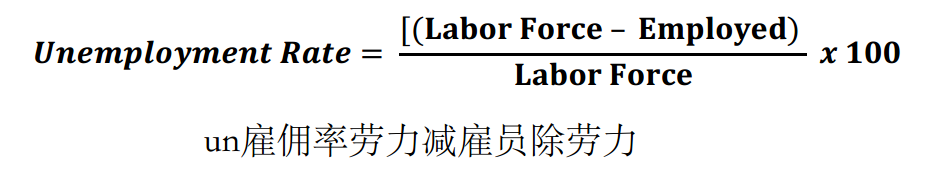 Unemployment Rate = [(Labor Force – Employed) / Labor Force x 100
un雇佣率劳力减雇员除劳力